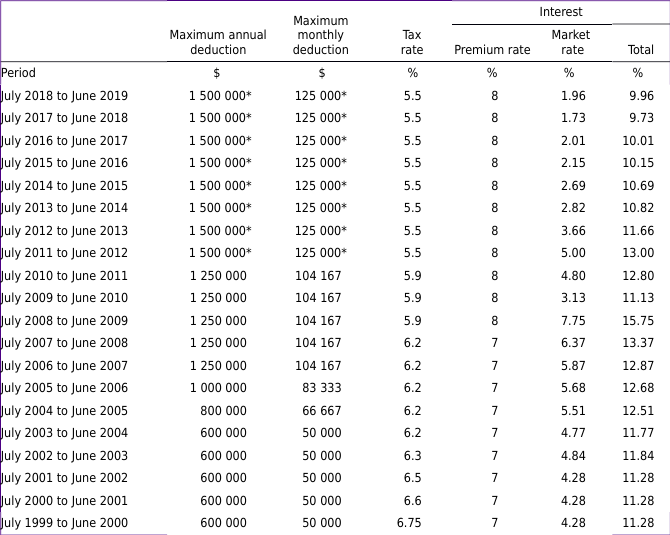 Interest
Maximum annual deduction Maximum monthly deduction Tax rate Premium rate Market rate Total
Period $ $ % % % %
July 2018 to June 2019 1 500 000* 125 000* 5.5 8 1.96 9.96
July 2017 to June 2018 1 500 000* 125 000* 5.5 8 1.73 9.73
July 2016 to June 2017 1 500 000* 125 000* 5.5 8 2.01 10.01
July 2015 to June 2016 1 500 000* 125 000* 5.5 8 2.15 10.15
July 2014 to June 2015 1 500 000* 125 000* 5.5 8 2.69 10.69
July 2013 to June 2014 1 500 000* 125 000* 5.5 8 2.82 10.82
July 2012 to June 2013 1 500 000* 125 000* 5.5 8 3.66 11.66
July 2011 to June 2012 1 500 000* 125 000* 5.5 8 5.00 13.00
July 2010 to June 2011 1 250 000 104 167 5.9 8 4.80 12.80
July 2009 to June 2010 1 250 000 104 167 5.9 8 3.13 11.13
July 2008 to June 2009 1 250 000 104 167 5.9 8 7.75 15.75
July 2007 to June 2008 1 250 000 104 167 6.2 7 6.37 13.37
July 2006 to June 2007 1 250 000 104 167 6.2 7 5.87 12.87
July 2005 to June 2006 1 000 000 83 333 6.2 7 5.68 12.68
July 2004 to June 2005 800 000 66 667 6.2 7 5.51 12.51
July 2003 to June 2004 600 000 50 000 6.2 7 4.77 11.77
July 2002 to June 2003 600 000 50 000 6.3 7 4.84 11.84
July 2001 to June 2002 600 000 50 000 6.5 7 4.28 11.28
July 2000 to June 2001 600 000 50 000 6.6 7 4.28 11.28
July 1999 to June 2000 600 000 50 000 6.75 7 4.28 11.28